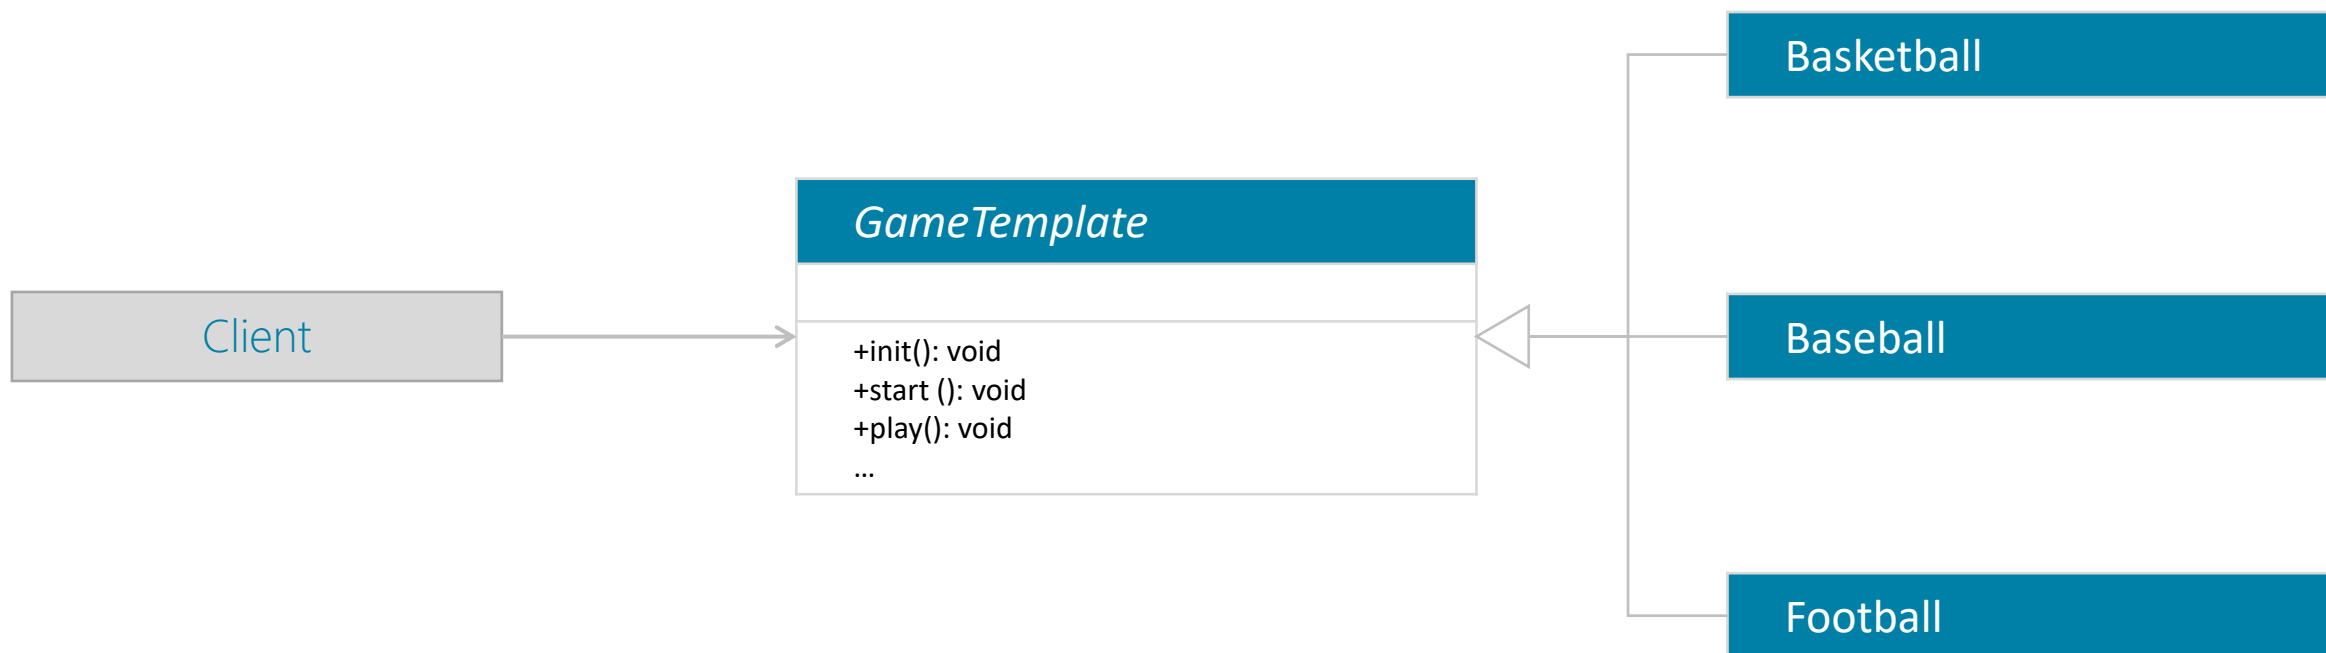 Basketball
GameTemplate
Client
+init(): void
+start (): void
+play(): void
...
Baseball
Football